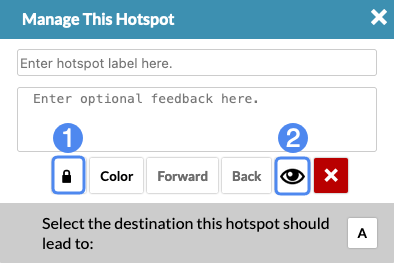 Manage This Hotspot ×
Enter hotspot label here.
Enter optional feedback here.
1 2
Color Forward Back ×
Select the destination this hotspot should A
lead to: